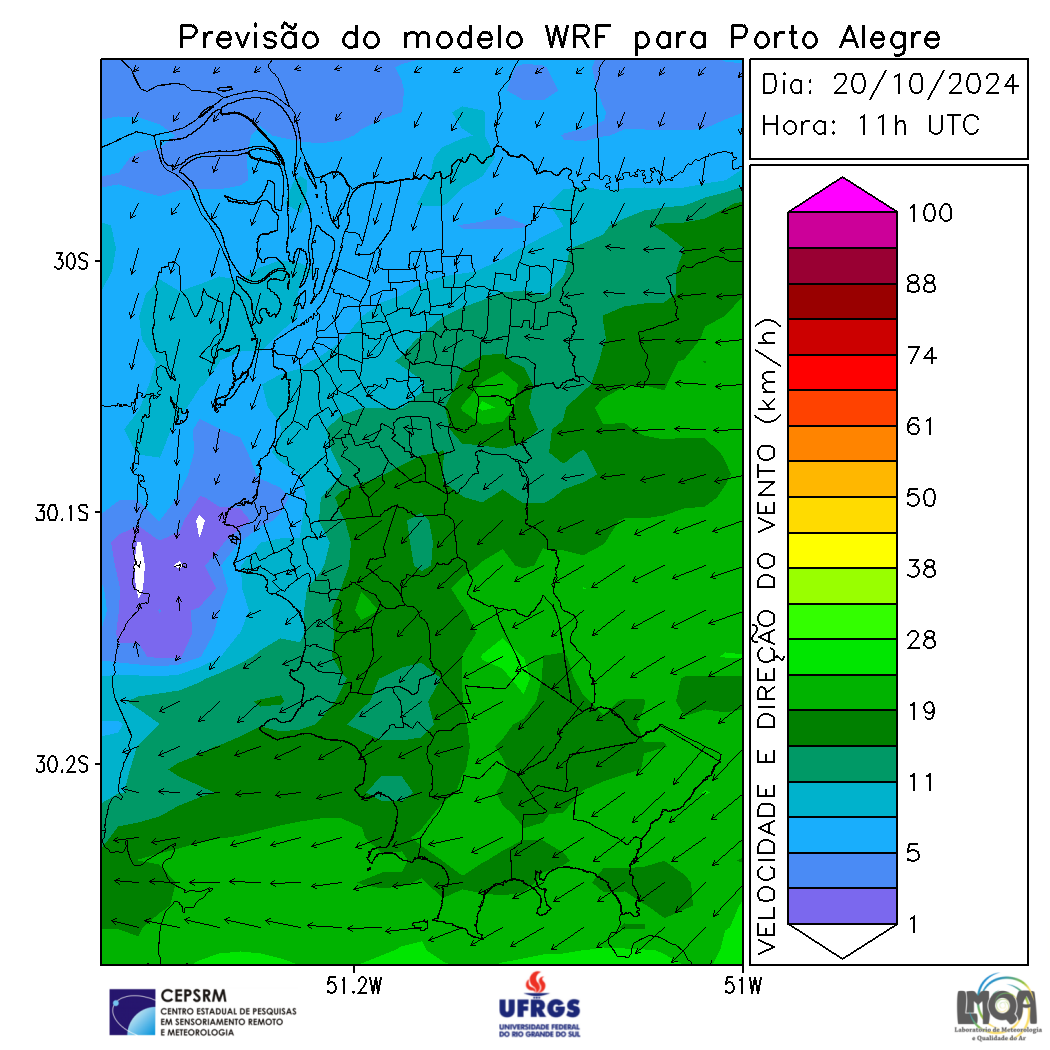 Previsão do modelo WRF para Porto Alegre
Dia: 20/10/2024
Hora: 11h UTC
30S
30.1S
30.2S
51.2W
51W
VELOCIDADE E DIREÇÃO DO VENTO (km/h)
100
88
74
61
50
38
28
19
11
5
1
CEPSRM
CENTRO ESTADUAL DE PESQUISAS
EM SENSORIAMENTO REMOTO
E METEOROLOGIA
UFRGS
UNIVERSIDADE FEDERAL
DO RIO GRANDE DO SUL
LMQA
Laboratório de Meteorologia
e Qualidade do Ar